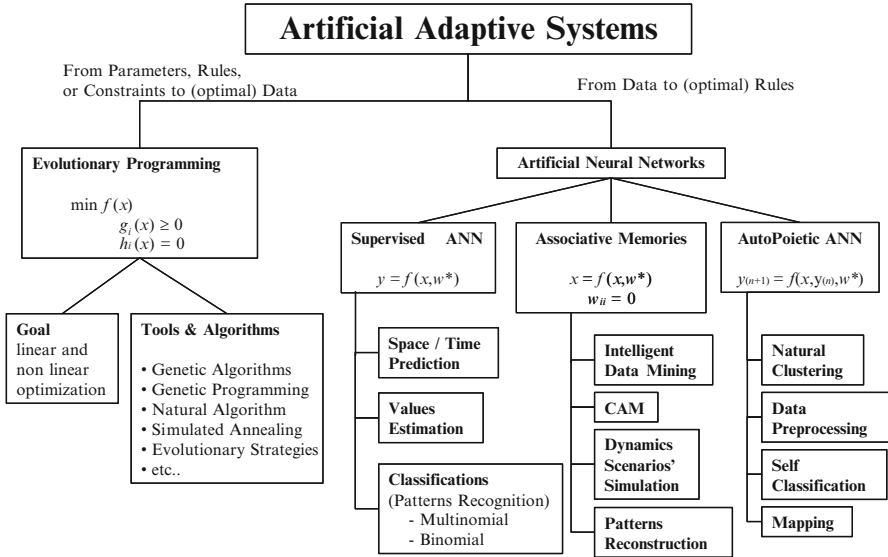 Artificial Adaptive Systems
From Parameters, Rules,
or Constraints to (optimal) Data
From Data to (optimal) Rules
Evolutionary Programming
min f(x)
g_i(x) ≥ 0
h_i(x) = 0
Goal
linear and
non linear
optimization
Tools & Algorithms
• Genetic Algorithms
• Genetic Programming
• Natural Algorithm
• Simulated Annealing
• Evolutionary Strategies
• etc..
Artificial Neural Networks
Supervised ANN
y = f(x,w*)
Space / Time
Prediction
Values
Estimation
Classifications
(Patterns Recognition)
- Multinomial
- Binomial
Associative Memories
x = f(x,w*)
w_ii = 0
Intelligent
Data Mining
CAM
Dynamics
Scenarios'
Simulation
Patterns
Reconstruction
AutoPoietic ANN
y(n+1) = f(x,y(n),w*)
Natural
Clustering
Data
Preprocessing
Self
Classification
Mapping